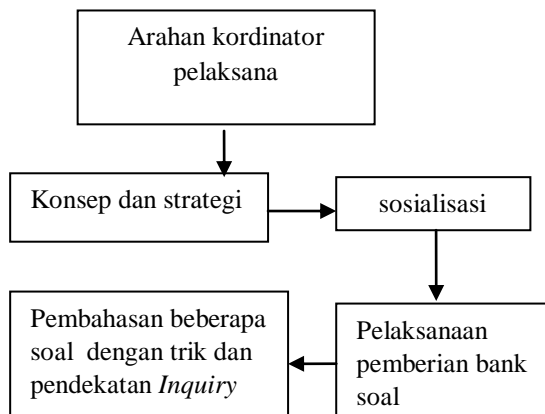 Arahan kordinator
pelaksana
Konsep dan strategi
sosialisasi
Pelaksanaan
pemberian bank
soal
Pembahasan beberapa
soal dengan trik dan
pendekatan Inquiry